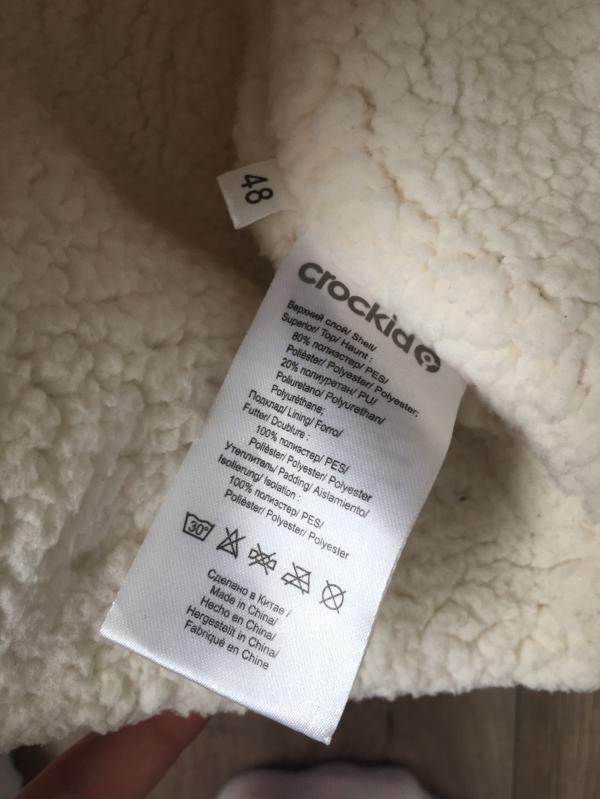 48
crockid
Верхний слой/ Shell/
Superior/ Top/ Haunt :
80% полиэстер/ PES/
Poliéster/ Polyester/ Polyester;
20% полиуретан/ PU/
Poliuretano/ Polyurethan/
Polyuréthane;
Подклад/ Lining/ Forro/
Futter/ Dcublure :
100% полиэстер/ PES/
Poliéster/ Polyester/ Polyester
Утеплитель/ Padding/ Aislamiento/
Isolierung/ Isolation :
100% полиэстер/ PES/
Poliéster/ Polyester/ Polyester
30°
Сделано в Китае /
Made in China/
Hecho en China/
Hergestellt in China/
Fabriqué en Chine